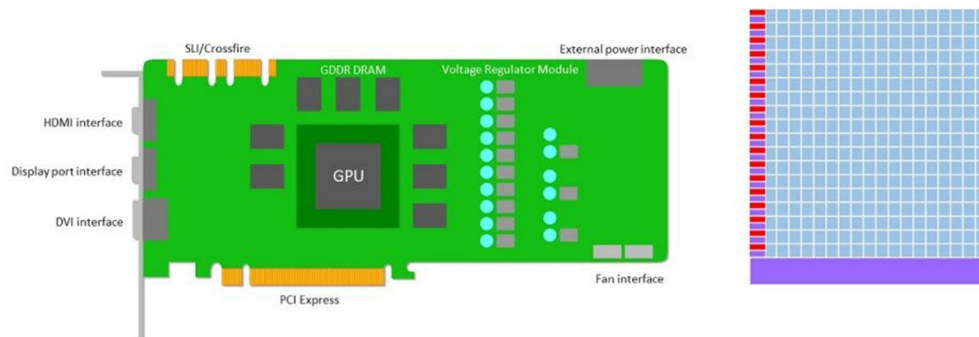 SLI/Crossfire
External power interface
GDDR DRAM
Voltage Regulator Module
HDMI interface
Display port interface
GPU
DVI interface
Fan interface
PCI Express